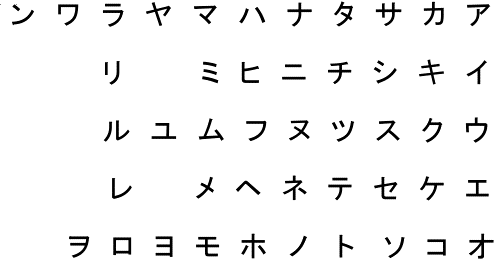 ン ワ ラ ヤ マ ハ ナ タ サ カ ア
リ ミ ヒ ニ チ シ キ イ
ル ユ ム フ ヌ ツ ス ク ウ
レ メ ヘ ネ テ セ ケ エ
ヲ ロ ヨ モ ホ ノ ト ソ コ オ